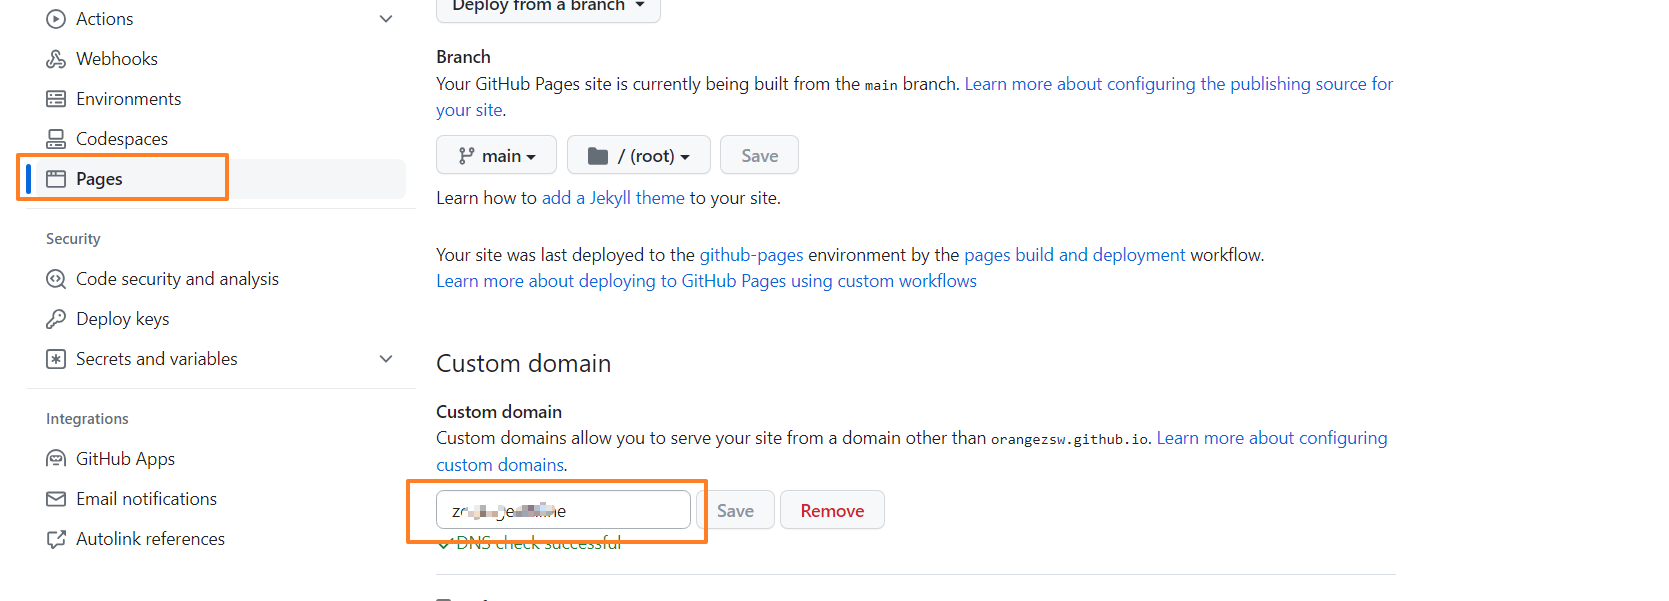 Actions
Webhooks
Environments
Codespaces
Pages
Security
Code security and analysis
Deploy keys
Secrets and variables
Integrations
GitHub Apps
Email notifications
Autolink references
Deploy from a branch
Branch
Your GitHub Pages site is currently being built from the main branch. Learn more about configuring the publishing source for
your site.
main / (root) Save
Learn how to add a Jekyll theme to your site.
Your site was last deployed to the github-pages environment by the pages build and deployment workflow.
Learn more about deploying to GitHub Pages using custom workflows
Custom domain
Custom domain
Custom domains allow you to serve your site from a domain other than orangezsw.github.io. Learn more about configuring
custom domains.
Save Remove
DNS check successful